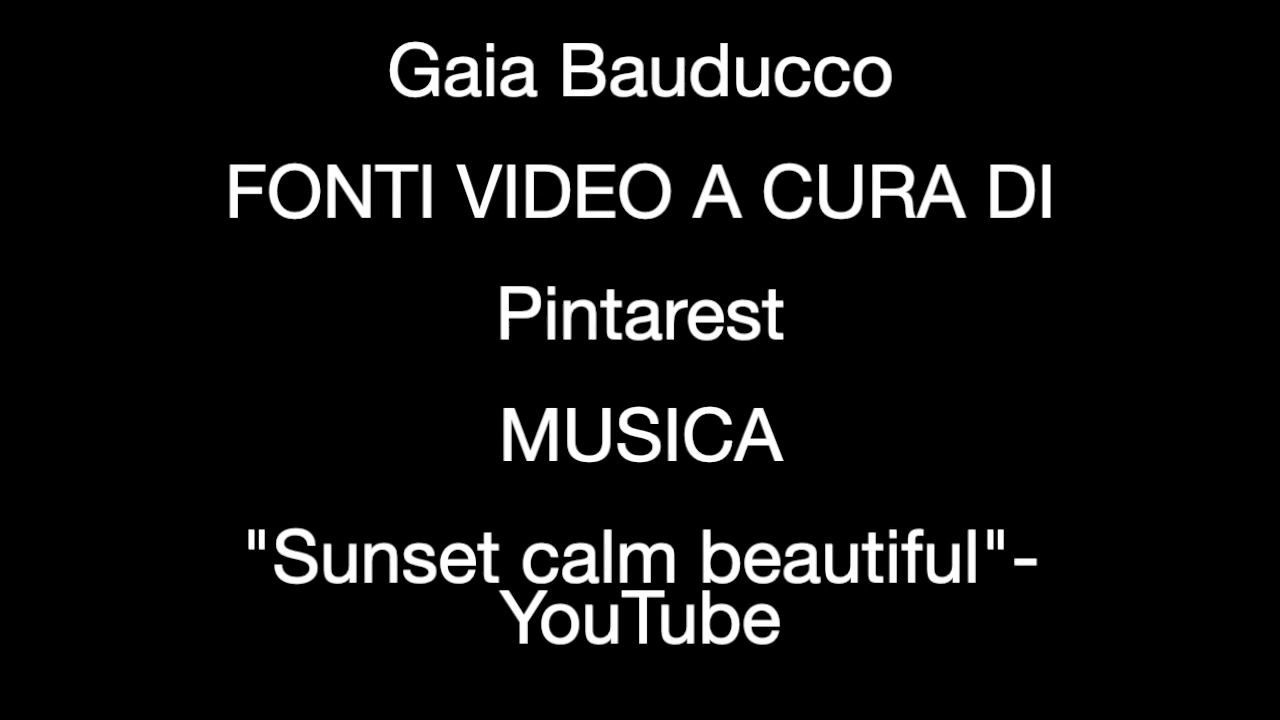 Gaia Bauducco
FONTI VIDEO A CURA DI
Pintarest
MUSICA
"Sunset calm beautiful"-
YouTube